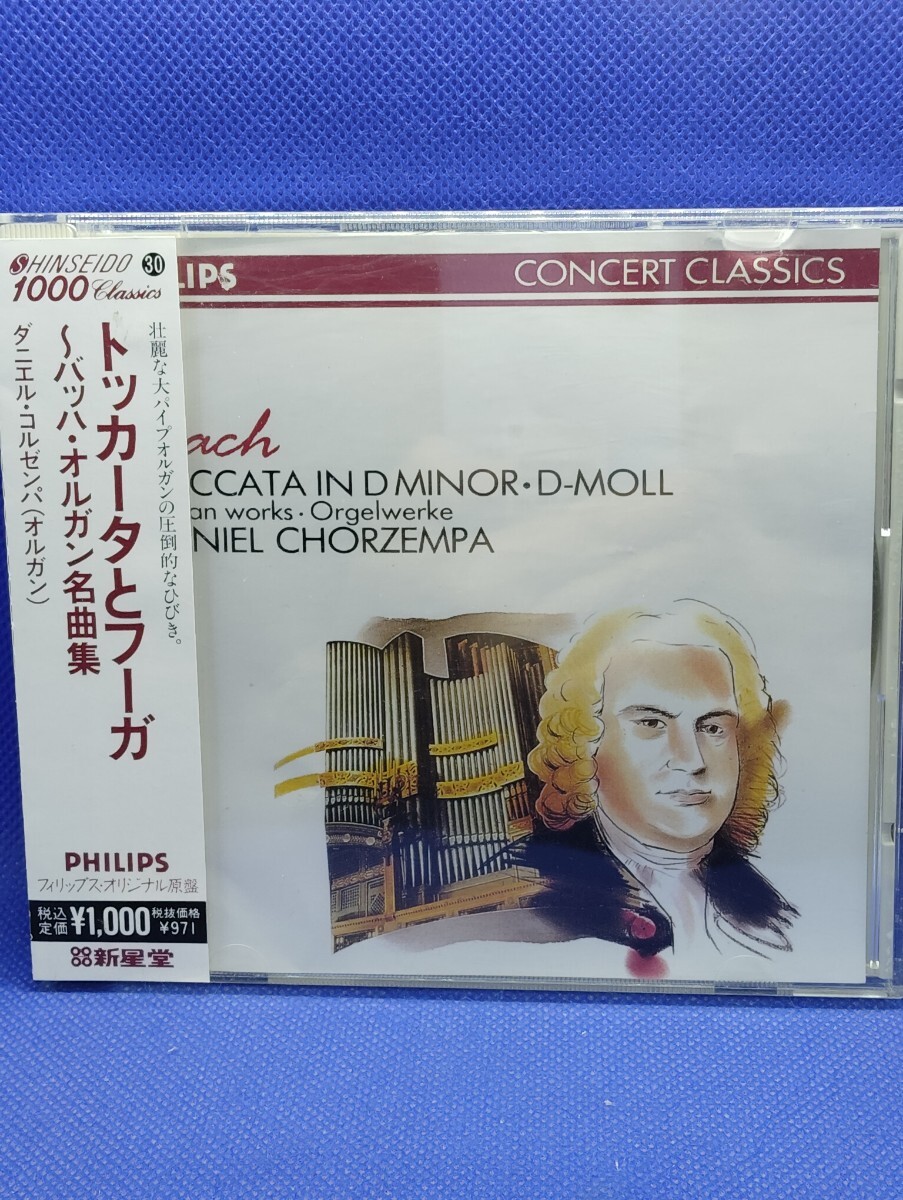 SHINSEIDO 30
1000 Classics
壮麗な大パイプオルガンの圧倒的なひびき。
トッカータとフーガ
～バッハ・オルガン名曲集
ダニエル・コルゼンパ(オルガン)
PHILIPS
フィリップス・オリジナル原盤
税込定価 ¥1,000 税抜価格 ¥971
新星堂
LIPS CONCERT CLASSICS
ach
CCATA IN D MINOR・D-MOLL
an works・Orgelwerke
NIEL CHORZEMPA